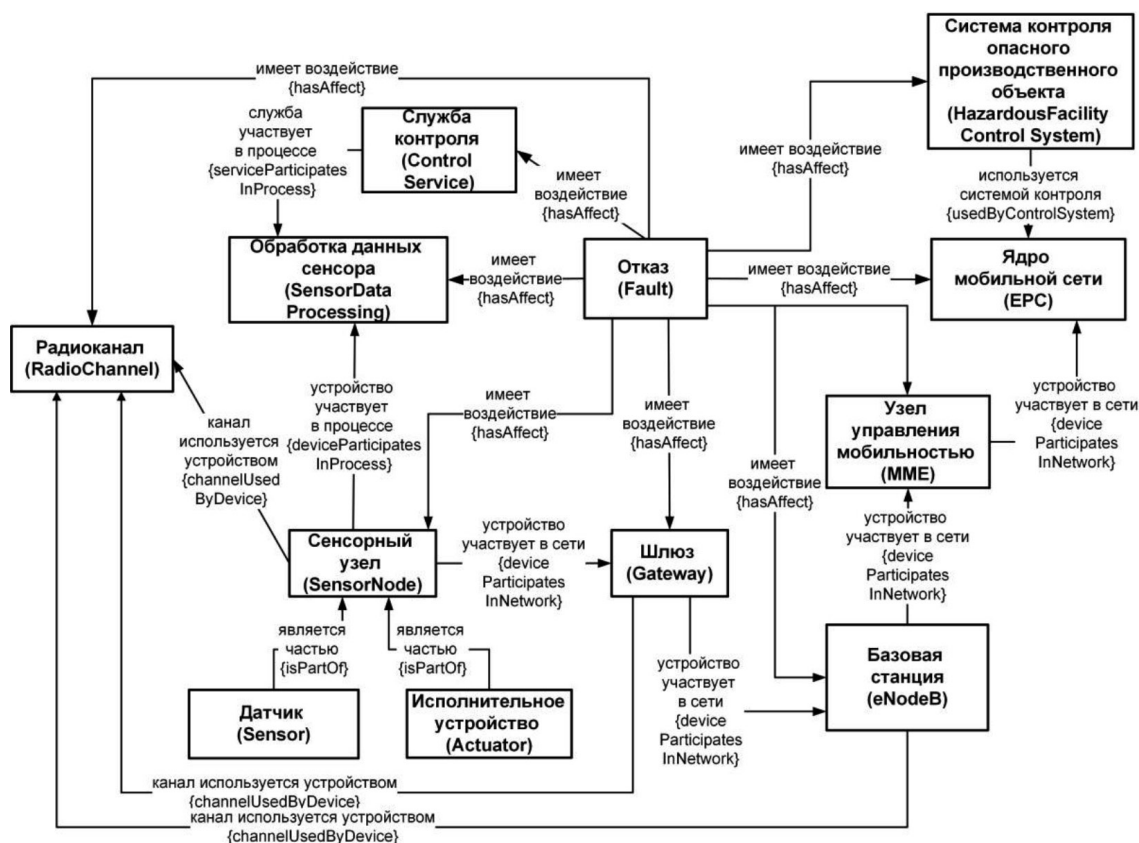 Система контроля
опасного
производственного
объекта
(HazardousFacility
Control System)
имеет воздействие
{hasAffect}
служба
участвует
в процессе
{serviceParticipates
InProcess}
Служба
контроля
(Control
Service)
имеет
воздействие
{hasAffect}
имеет воздействие
{hasAffect}
используется
системой контроля
{usedByControlSystem}
Обработка данных
сенсора
(SensorData
Processing)
имеет
воздействие
{hasAffect}
Отказ
(Fault)
имеет воздействие
{hasAffect}
Ядро
мобильной сети
(EPC)
Радиоканал
(RadioChannel)
канал
используется
устройством
{channelUsed
ByDevice}
устройство
участвует
в процессе
{deviceParticipates
InProcess}
имеет
воздействие
{hasAffect}
имеет
воздействие
{hasAffect}
имеет
воздействие
{hasAffect}
Узел
управления
мобильностью
(MME)
устройство
участвует в сети
{device
Participates
InNetwork}
Сенсорный
узел
(SensorNode)
устройство
участвует в сети
{device
Participates
InNetwork}
Шлюз
(Gateway)
устройство
участвует в сети
{device
Participates
InNetwork}
является
частью
{isPartOf}
является
частью
{isPartOf}
Датчик
(Sensor)
Исполнительное
устройство
(Actuator)
устройство
участвует
в сети
{device
Participates
InNetwork}
Базовая
станция
(eNodeB)
канал используется устройством
{channelUsedByDevice}
канал используется устройством
{channelUsedByDevice}